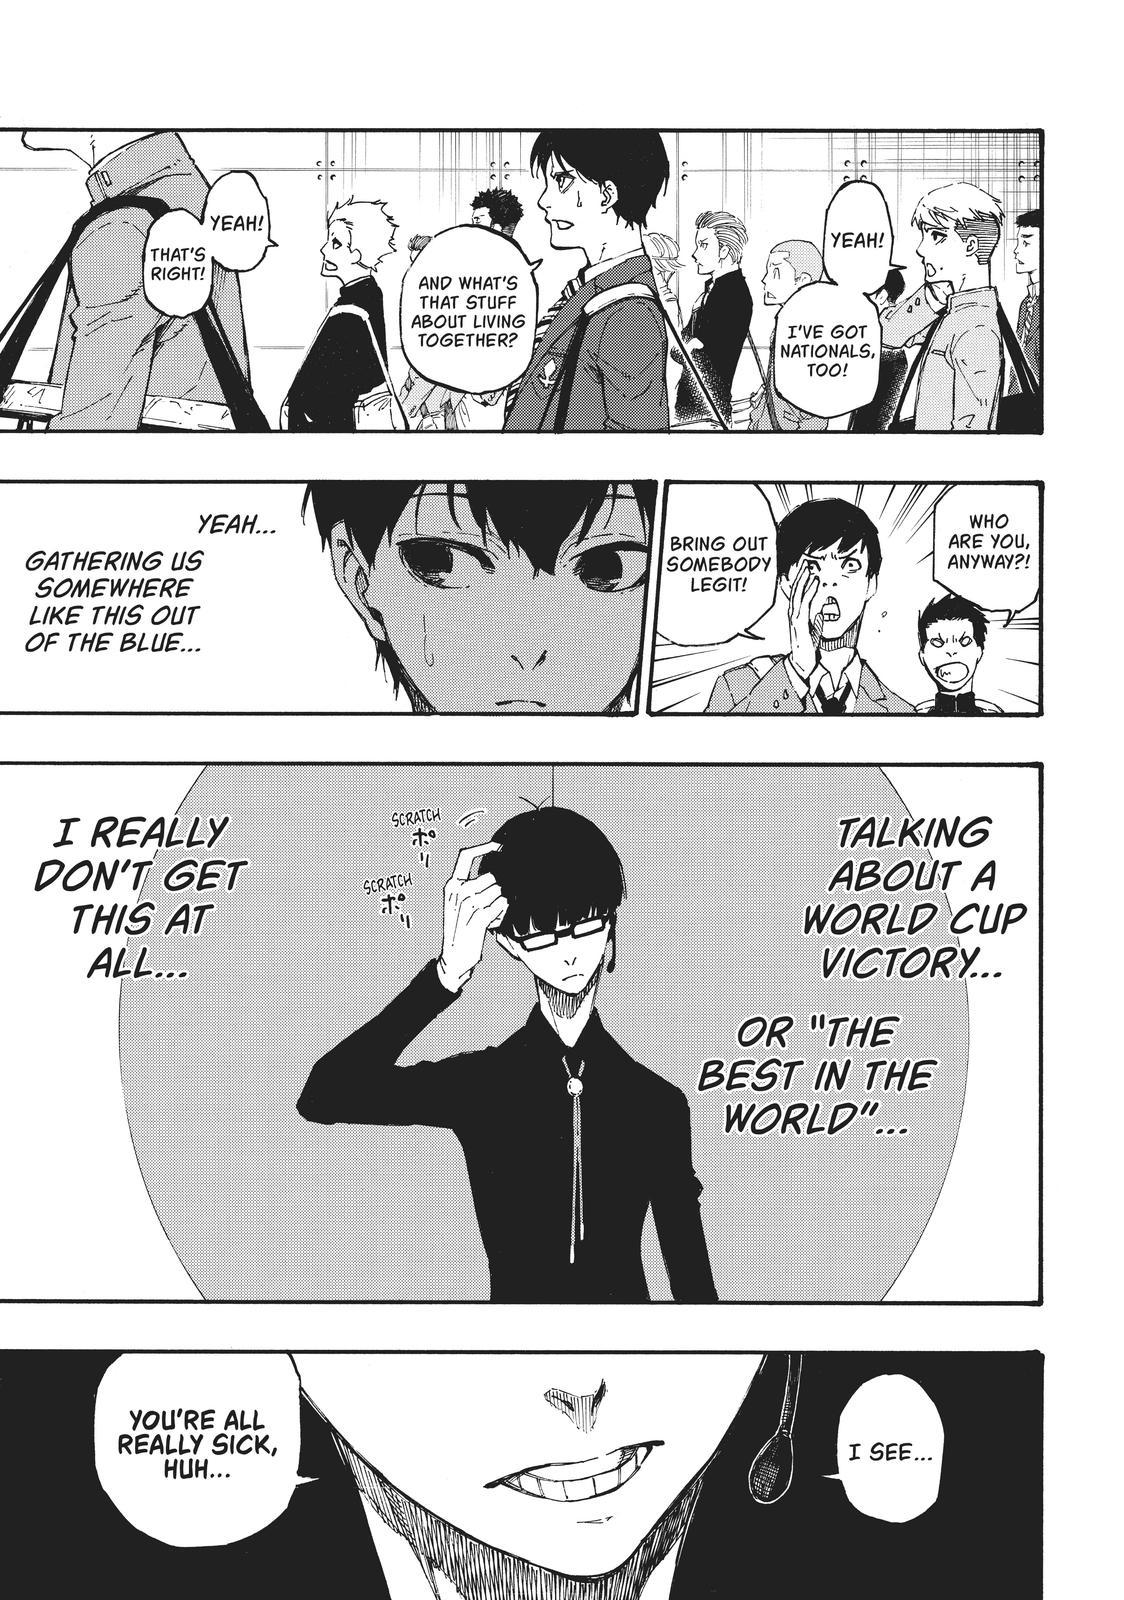 YEAH!
I'VE GOT
NATIONALS,
TOO!
AND WHAT'S
THAT STUFF
ABOUT LIVING
TOGETHER?
YEAH!
THAT'S
RIGHT!
WHO
ARE YOU,
ANYWAY?!
BRING OUT
SOMEBODY
LEGIT!
YEAH...
GATHERING US
SOMEWHERE
LIKE THIS OUT
OF THE BLUE...
TALKING
ABOUT A
WORLD CUP
VICTORY...
OR "THE
BEST IN THE
WORLD"...
SCRATCH
ポリ
SCRATCH
ポリ
I REALLY
DON'T GET
THIS AT
ALL...
I SEE...
YOU'RE ALL
REALLY SICK,
HUH...